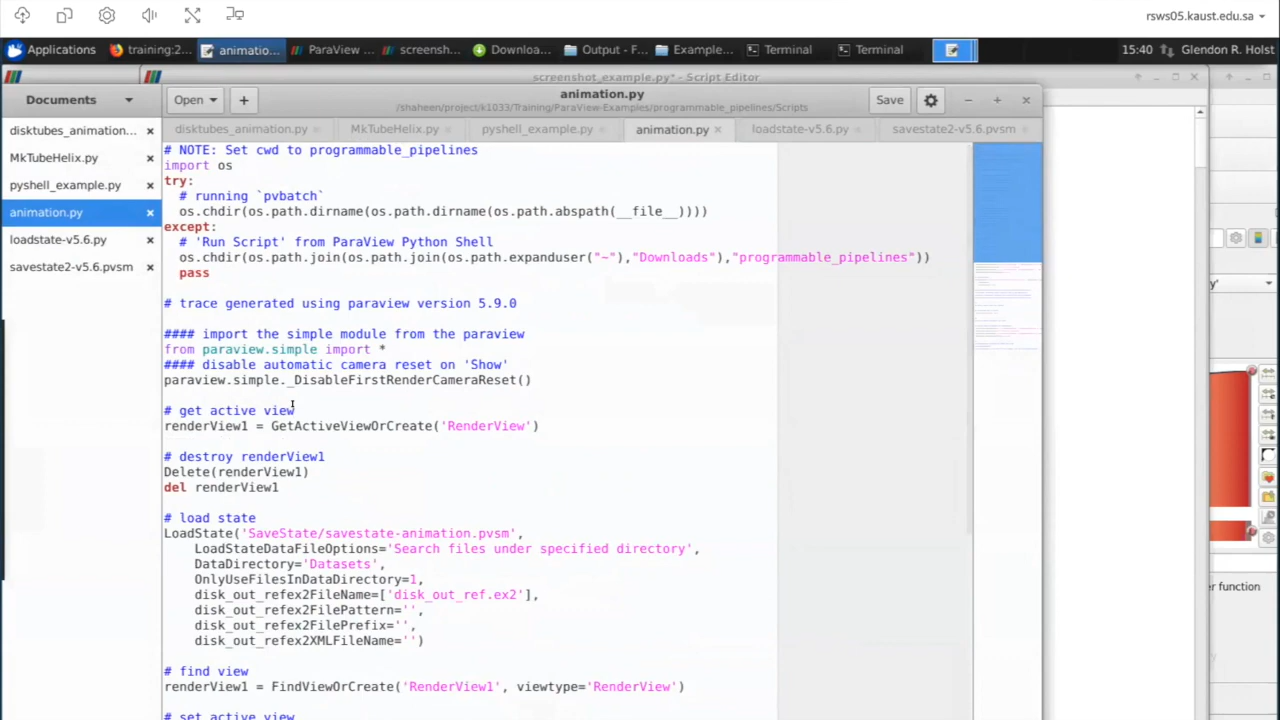 rsws05.kaust.edu.sa
Applications
training:2...
animatio...
ParaView ...
screensh...
Downloa...
Output - F...
Example...
Terminal
Terminal
15:40
Glendon R. Holst
screenshot_example.py* - Script Editor
Documents
Open
+
animation.py
/shaheen/project/k1033/Training/ParaView-Examples/programmable_pipelines/Scripts
Save
disktubes_animation...
MkTubeHelix.py
pyshell_example.py
animation.py
loadstate-v5.6.py
savestate2-v5.6.pvsm
disktubes_animation.py
MkTubeHelix.py
pyshell_example.py
animation.py
loadstate-v5.6.py
savestate2-v5.6.pvsm
# NOTE: Set cwd to programmable_pipelines
import os
try:
# running `pvbatch`
os.chdir(os.path.dirname(os.path.dirname(os.path.abspath(__file__))))
except:
# 'Run Script' from ParaView Python Shell
os.chdir(os.path.join(os.path.join(os.path.expanduser("~"),"Downloads"),"programmable_pipelines"))
pass
# trace generated using paraview version 5.9.0
#### import the simple module from the paraview
from paraview.simple import *
#### disable automatic camera reset on 'Show'
paraview.simple._DisableFirstRenderCameraReset()
# get active view
renderView1 = GetActiveViewOrCreate('RenderView')
# destroy renderView1
Delete(renderView1)
del renderView1
# load state
LoadState('SaveState/savestate-animation.pvsm',
LoadStateDataFileOptions='Search files under specified directory',
DataDirectory='Datasets',
OnlyUseFilesInDataDirectory=1,
disk_out_refex2FileName=['disk_out_ref.ex2'],
disk_out_refex2FilePattern='',
disk_out_refex2FilePrefix='',
disk_out_refex2XMLFileName='')
# find view
renderView1 = FindViewOrCreate('RenderView1', viewtype='RenderView')
# set active view
er function